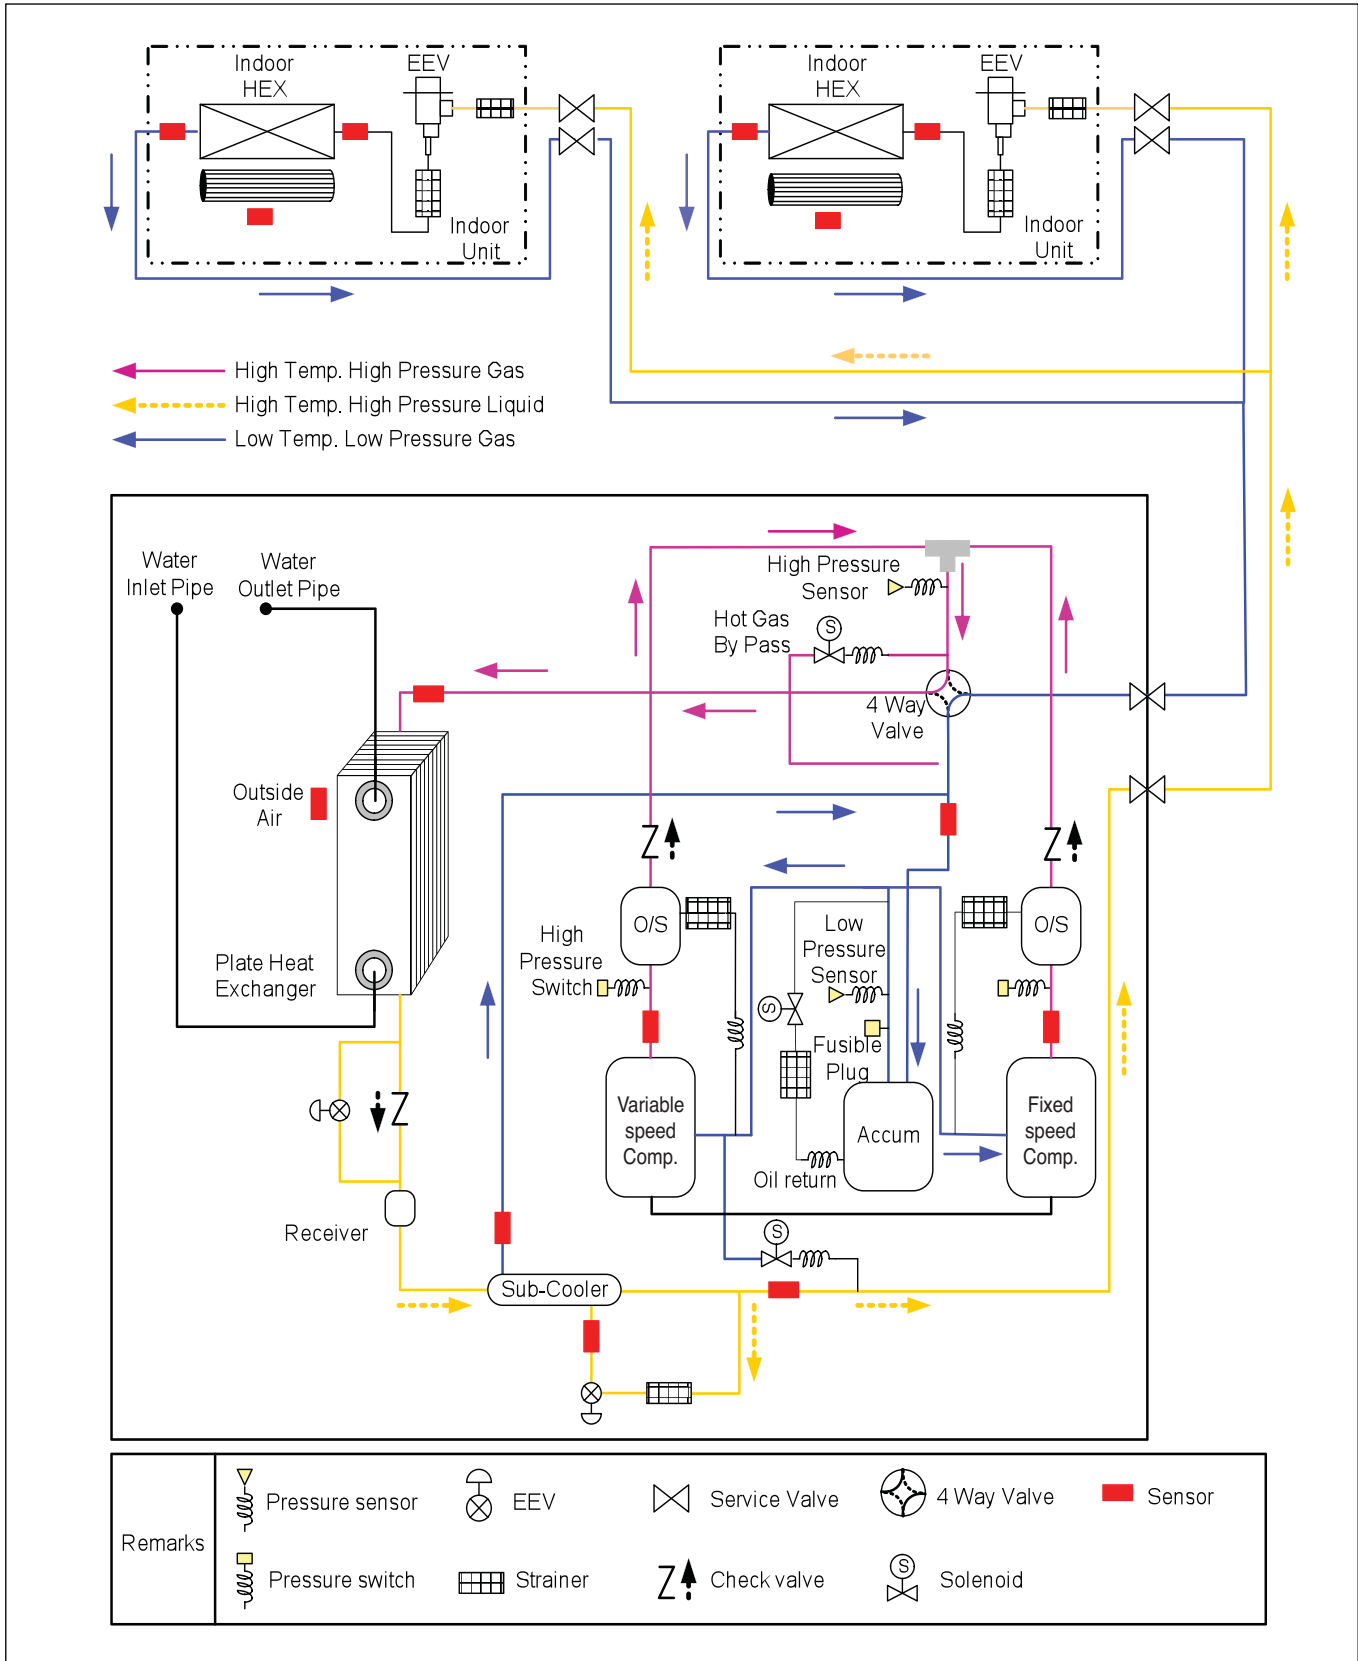 Indoor
HEX
EEV
Indoor
Unit
Indoor
HEX
EEV
Indoor
Unit
High Temp. High Pressure Gas
High Temp. High Pressure Liquid
Low Temp. Low Pressure Gas
Water
Inlet Pipe
Water
Outlet Pipe
High Pressure
Sensor
Hot Gas
By Pass
S
4 Way
Valve
Outside
Air
Plate Heat
Exchanger
O/S
High
Pressure
Switch
Low
Pressure
Sensor
S
Fusible
Plug
O/S
Variable
speed
Comp.
Accum
Fixed
speed
Comp.
Oil return
Receiver
S
Sub-Cooler
Remarks
Pressure sensor
EEV
Service Valve
4 Way Valve
Sensor
Pressure switch
Strainer
Check valve
S
Solenoid